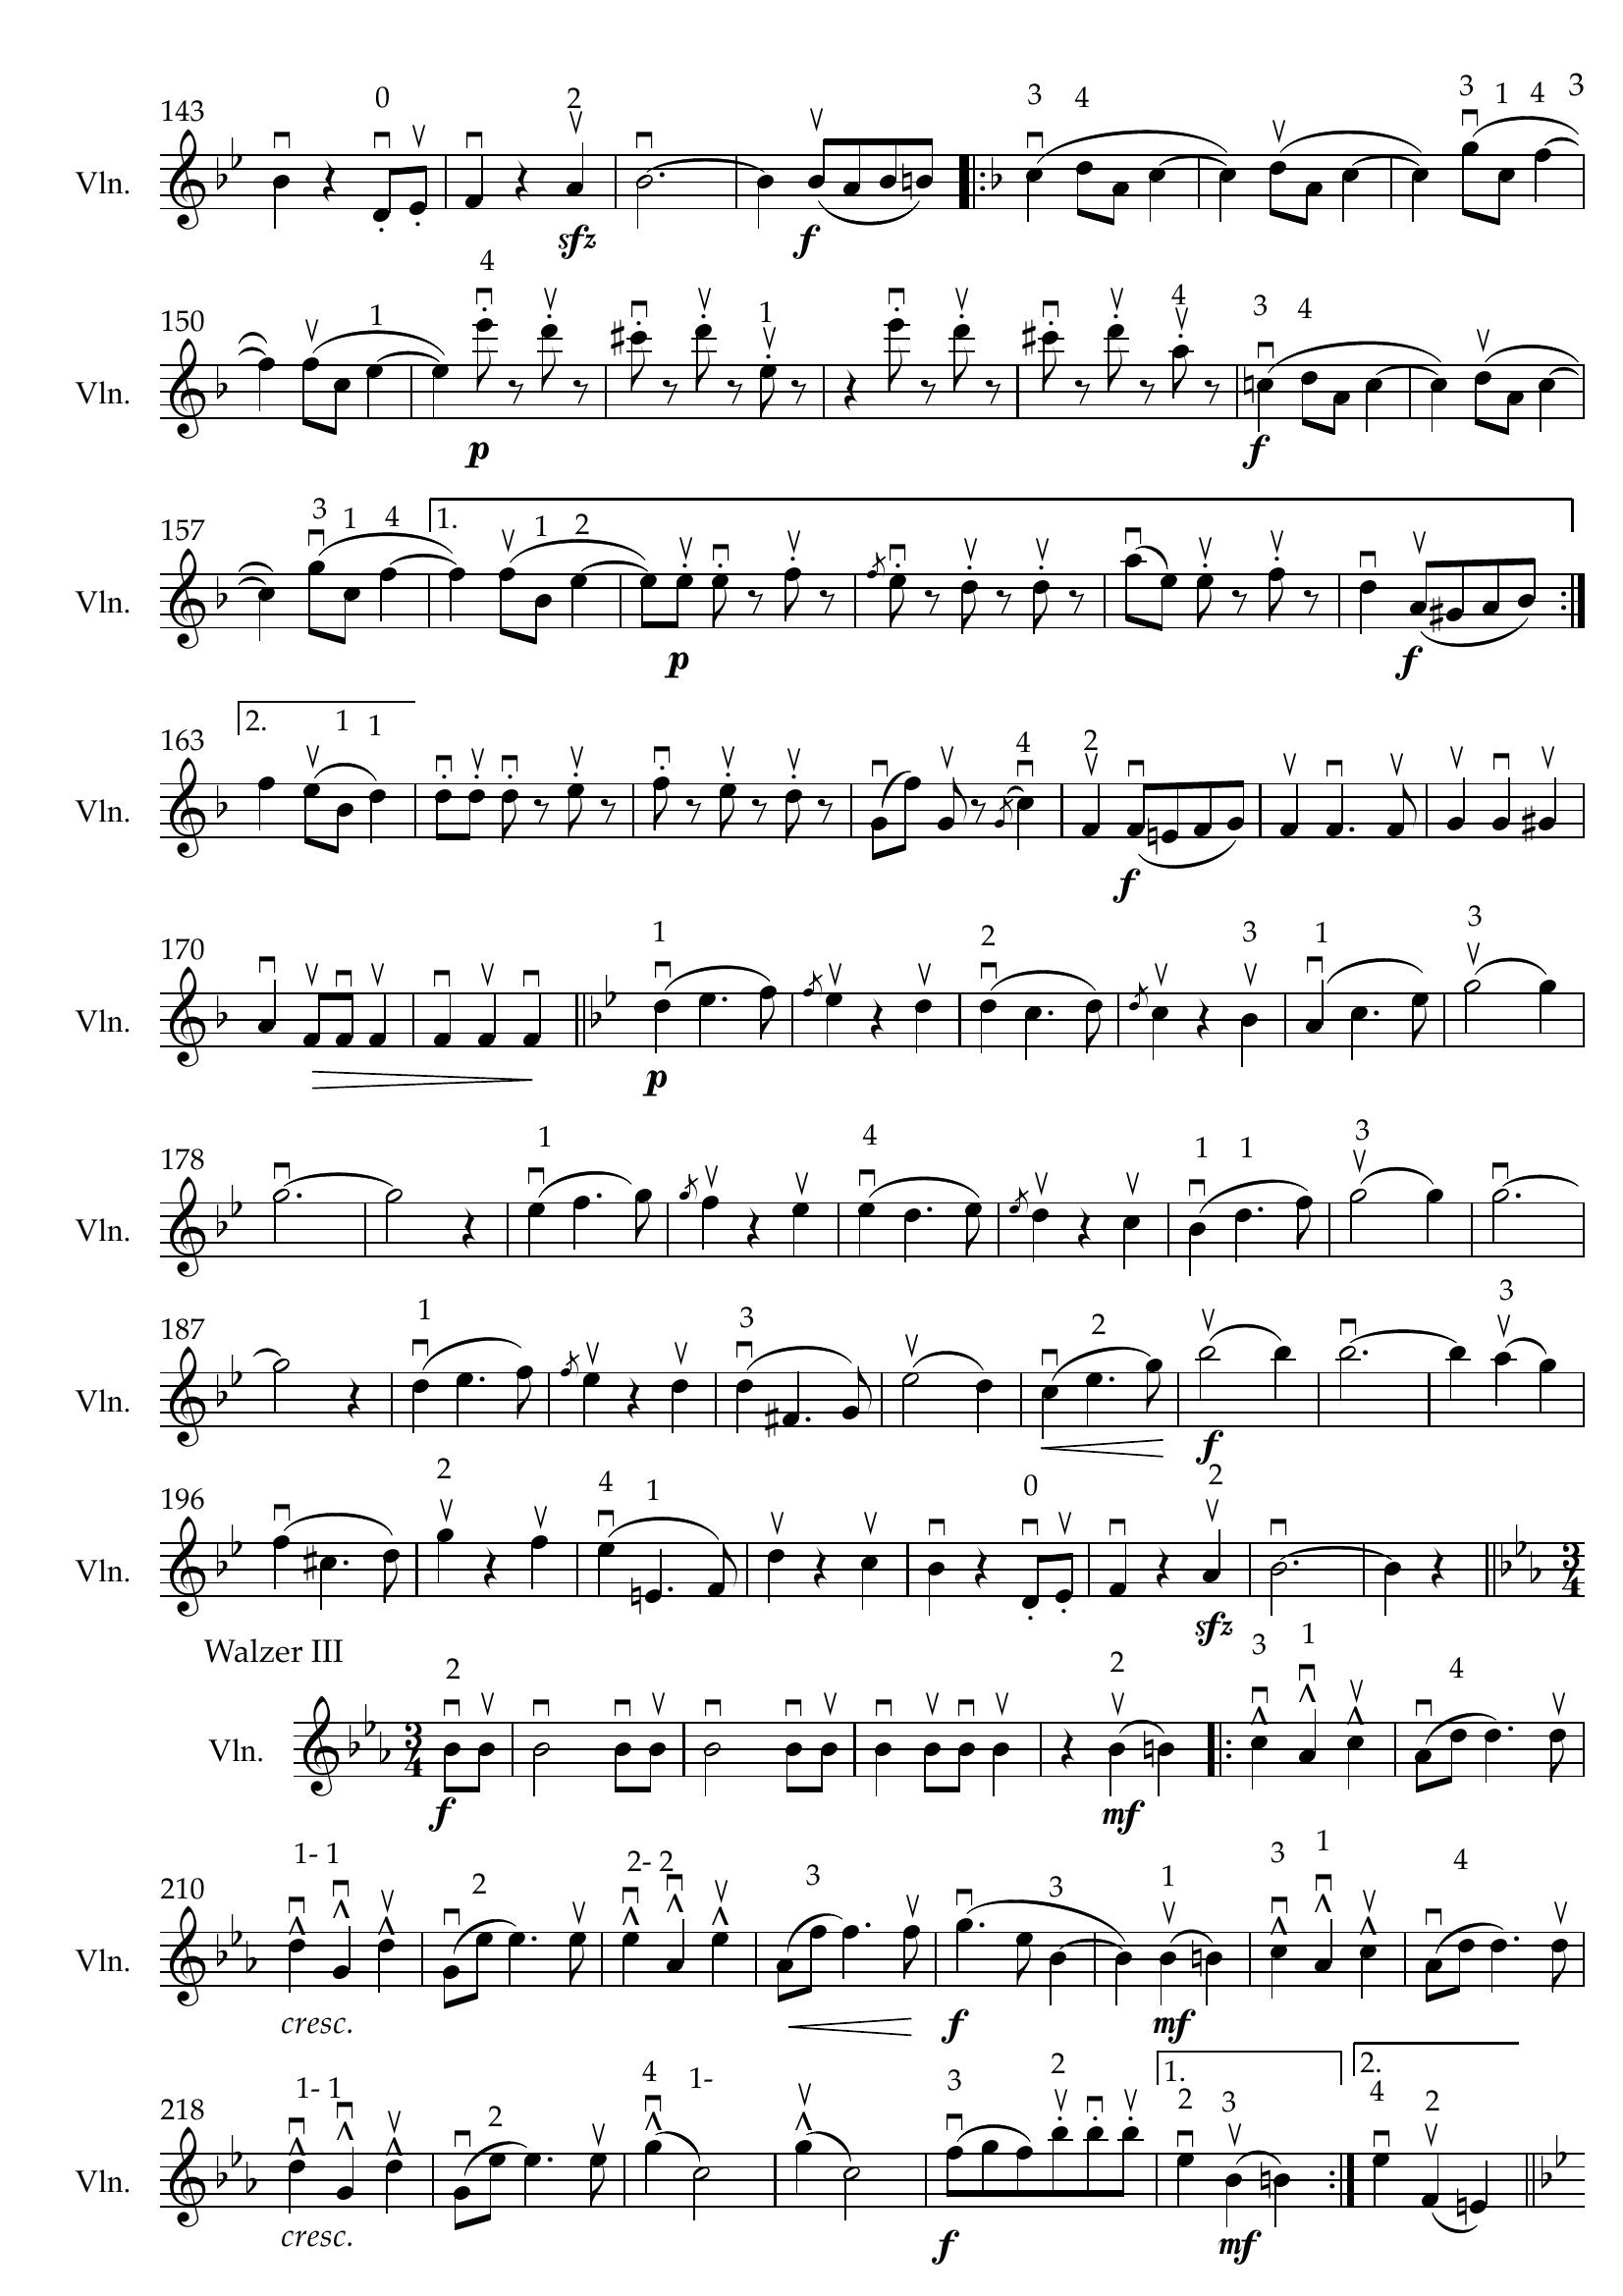 0 2 3 4 3 1 4 3
143
Vln.
sfz f
4
150 1 1 4 3 4
Vln.
p f
157 3 1 4 1. 1 2
Vln.
p f
163 2. 1 1 4 2
Vln.
f
170 1 2 3 1 3
Vln.
p
178 1 4 1 1 3
Vln.
187 1 3 2 3
Vln.
f
196 2 4 1 0 2
Vln.
sfz 3 4
Walzer III
2 2 3 1 4
Vln. 3 4
f mf
210 1- 1 2 2- 2 3 3 1 3 1 4
Vln.
cresc. f mf
218 1- 1 2 4 1- 3 2 1. 2 3 2. 4 2
Vln.
cresc. f mf